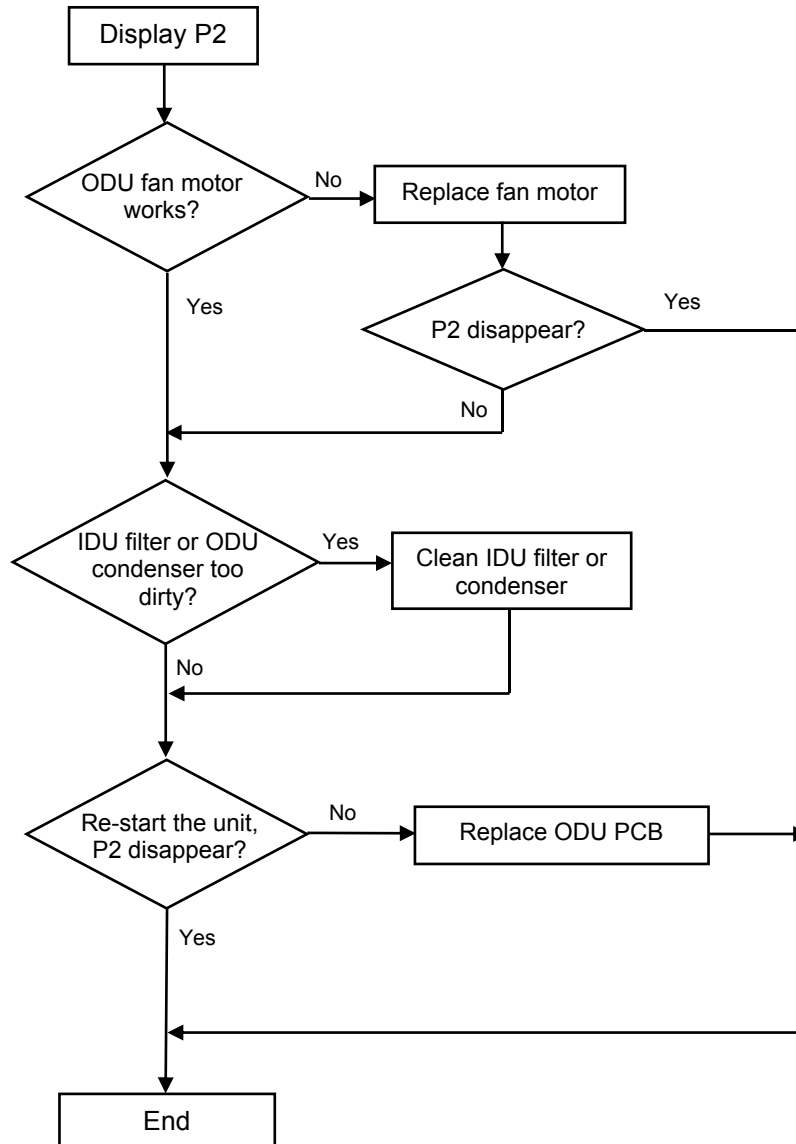 Display P2
ODU fan motor
works?
No
Replace fan motor
Yes
P2 disappear?
Yes
No
IDU filter or ODU
condenser too
dirty?
Yes
Clean IDU filter or
condenser
No
Re-start the unit,
P2 disappear?
No
Replace ODU PCB
Yes
End